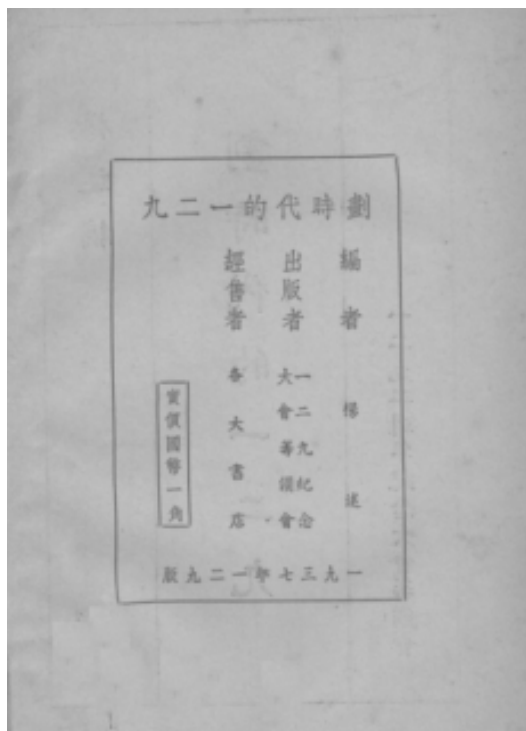 劃時代的一二九
編者 楊述
出版者 一二九紀念
大會籌備會
經售者 各大書店
實價國幣一角
一九三七年一二九版